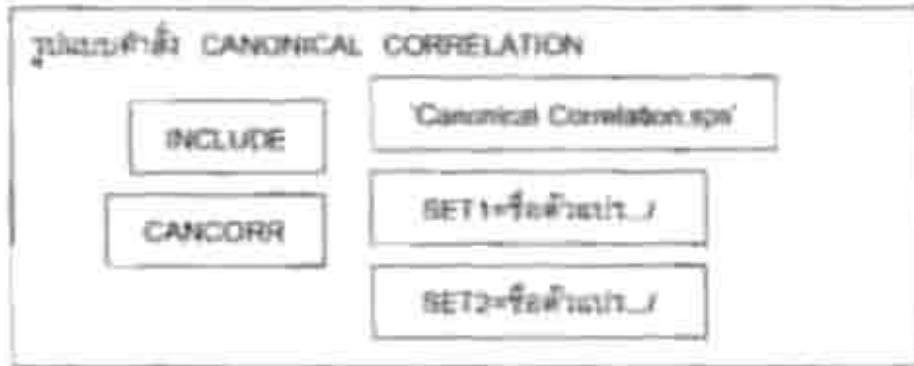 รูปแบบคำสั่ง CANONICAL CORRELATION
INCLUDE
'Canonical Correlation.sps'
CANCORR
SET1=ชื่อตัวแปร.../
SET2=ชื่อตัวแปร.../